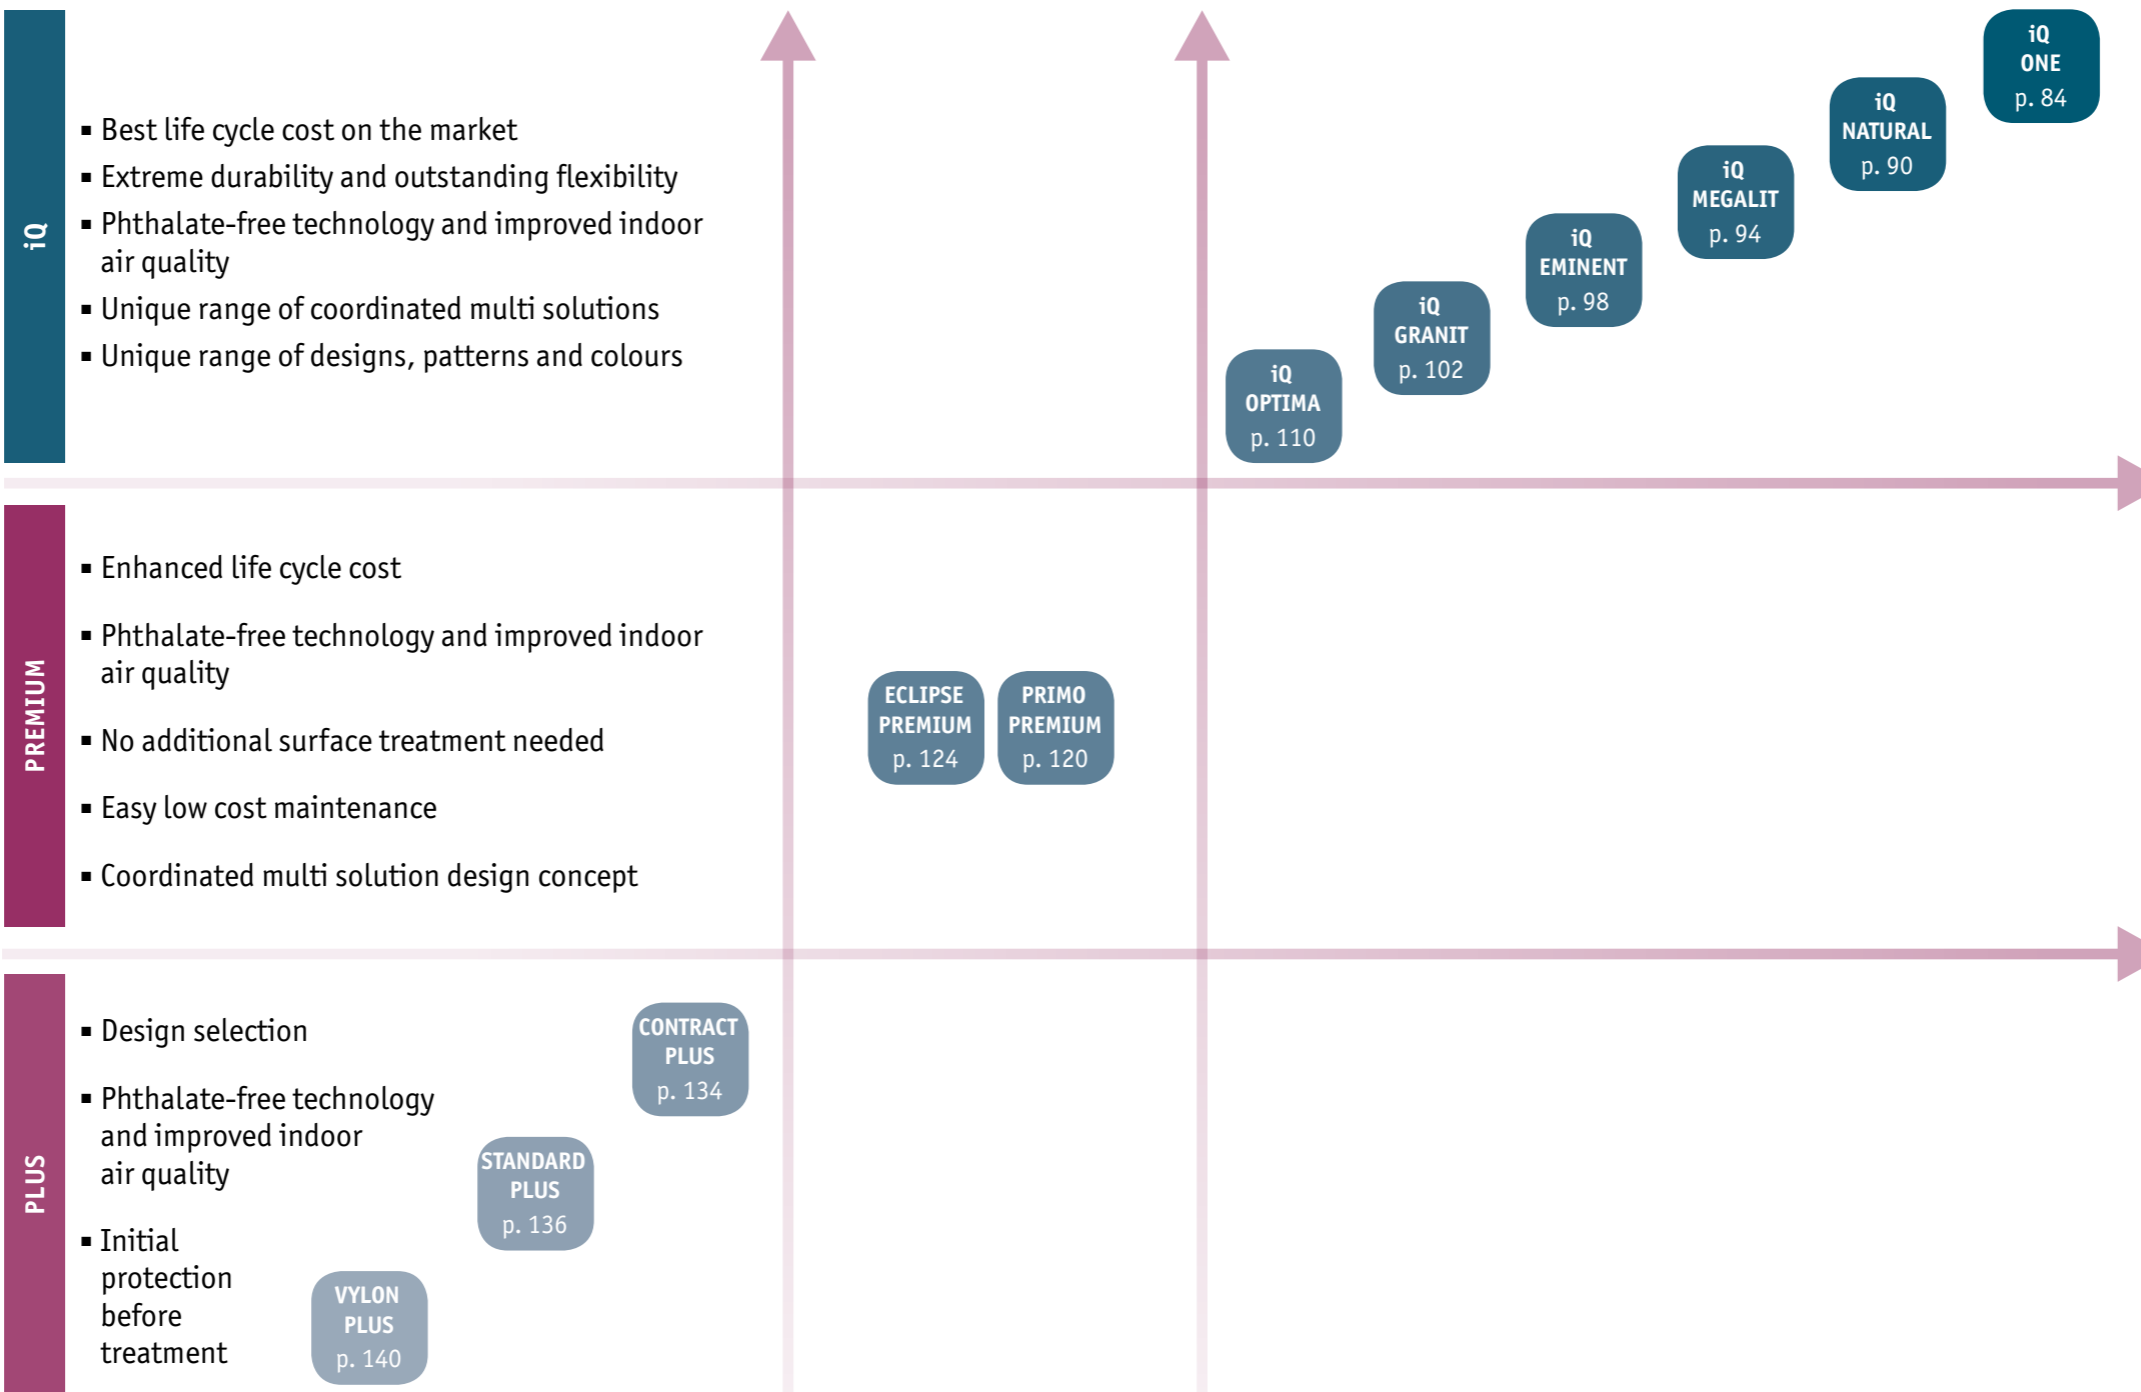 iQ
▪ Best life cycle cost on the market
▪ Extreme durability and outstanding flexibility
▪ Phthalate-free technology and improved indoor
air quality
▪ Unique range of coordinated multi solutions
▪ Unique range of designs, patterns and colours
iQ
ONE
p. 84
iQ
NATURAL
p. 90
iQ
MEGALIT
p. 94
iQ
EMINENT
p. 98
iQ
GRANIT
p. 102
iQ
OPTIMA
p. 110
PREMIUM
▪ Enhanced life cycle cost
▪ Phthalate-free technology and improved indoor
air quality
▪ No additional surface treatment needed
▪ Easy low cost maintenance
▪ Coordinated multi solution design concept
ECLIPSE
PREMIUM
p. 124
PRIMO
PREMIUM
p. 120
PLUS
▪ Design selection
▪ Phthalate-free technology
and improved indoor
air quality
▪ Initial
protection
before
treatment
CONTRACT
PLUS
p. 134
STANDARD
PLUS
p. 136
VYLON
PLUS
p. 140